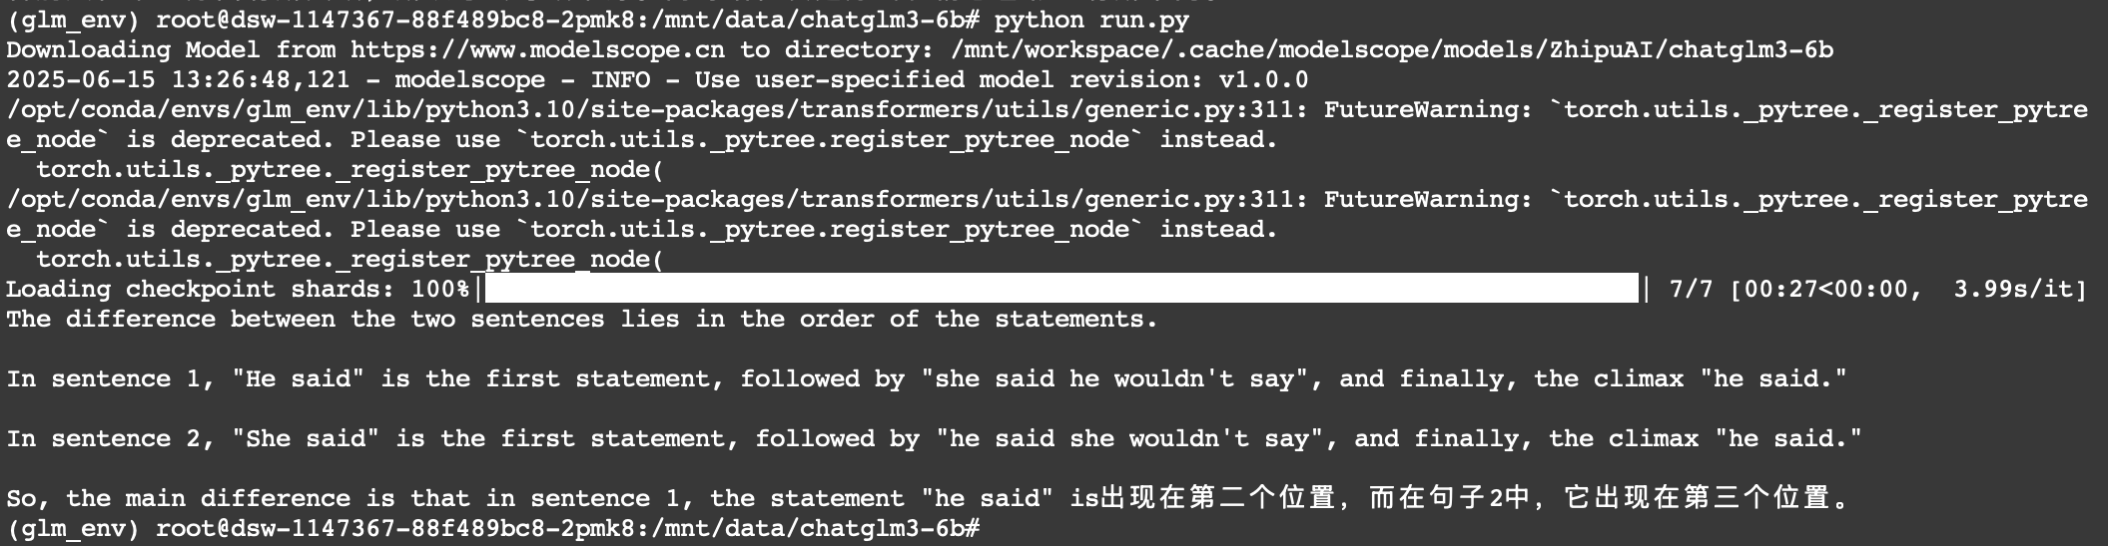 (glm_env) root@dsw-1147367-88f489bc8-2pmk8:/mnt/data/chatglm3-6b# python run.py
Downloading Model from https://www.modelscope.cn to directory: /mnt/workspace/.cache/modelscope/models/ZhipuAI/chatglm3-6b
2025-06-15 13:26:48,121 - modelscope - INFO - Use user-specified model revision: v1.0.0
/opt/conda/envs/glm_env/lib/python3.10/site-packages/transformers/utils/generic.py:311: FutureWarning: `torch.utils._pytree._register_pytre
e_node` is deprecated. Please use `torch.utils._pytree.register_pytree_node` instead.
  torch.utils._pytree._register_pytree_node(
/opt/conda/envs/glm_env/lib/python3.10/site-packages/transformers/utils/generic.py:311: FutureWarning: `torch.utils._pytree._register_pytre
e_node` is deprecated. Please use `torch.utils._pytree.register_pytree_node` instead.
  torch.utils._pytree._register_pytree_node(
Loading checkpoint shards: 100%| | 7/7 [00:27<00:00,  3.99s/it]
The difference between the two sentences lies in the order of the statements.
In sentence 1, "He said" is the first statement, followed by "she said he wouldn't say", and finally, the climax "he said."
In sentence 2, "She said" is the first statement, followed by "he said she wouldn't say", and finally, the climax "he said."
So, the main difference is that in sentence 1, the statement "he said" is出现在第二个位置，而在句子2中，它出现在第三个位置。
(glm_env) root@dsw-1147367-88f489bc8-2pmk8:/mnt/data/chatglm3-6b#